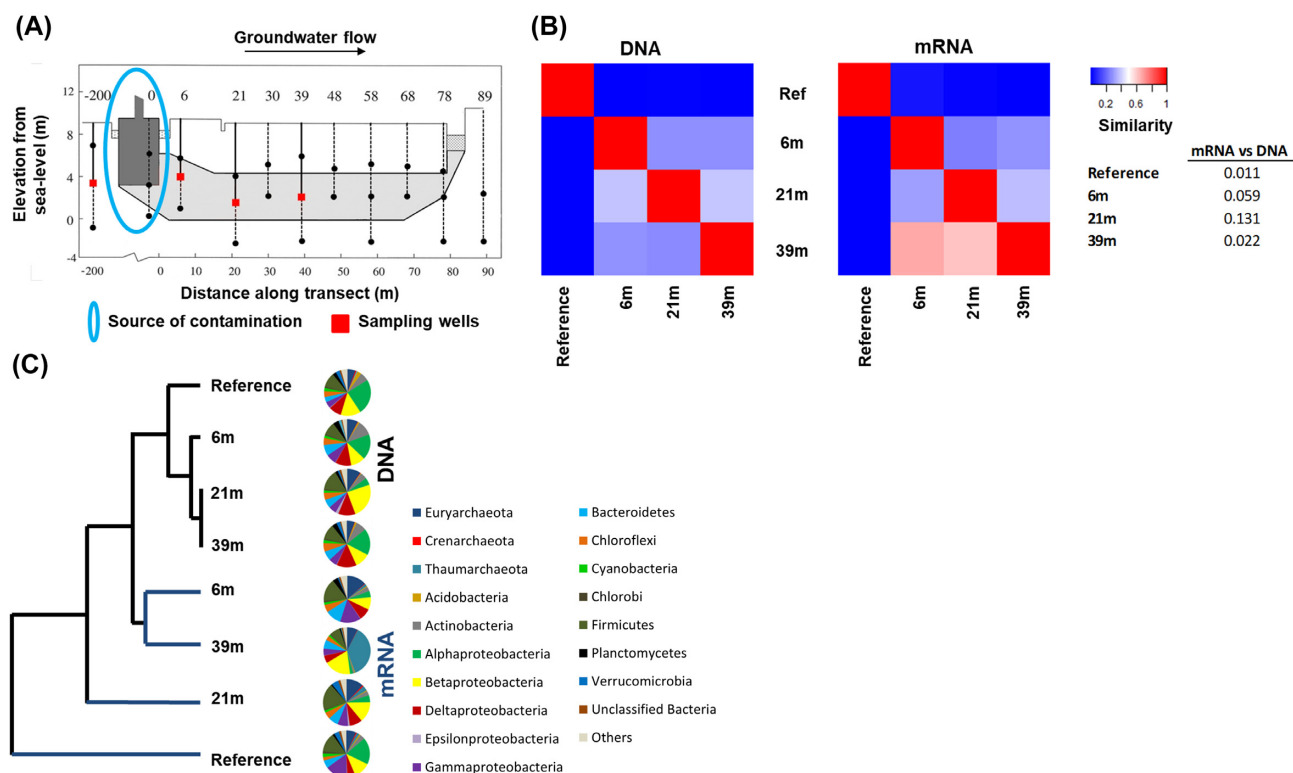 (A)
Groundwater flow
Elevation from
sea-level (m)
12
8
4
0
-4
-200 0 6 21 30 39 48 58 68 78 89
-200 0 10 20 30 40 50 60 70 80 90
Distance along transect (m)
Source of contamination Sampling wells
(B)
DNA mRNA
Ref
6m
21m
39m
Reference 6m 21m 39m
Reference 6m 21m 39m
0.2 0.6 1
Similarity
mRNA vs DNA
Reference 0.011
6m 0.059
21m 0.131
39m 0.022
(C)
Reference
6m
21m
39m
6m
39m
21m
Reference
DNA
mRNA
Euryarchaeota
Crenarchaeota
Thaumarchaeota
Acidobacteria
Actinobacteria
Alphaproteobacteria
Betaproteobacteria
Deltaproteobacteria
Epsilonproteobacteria
Gammaproteobacteria
Bacteroidetes
Chloroflexi
Cyanobacteria
Chlorobi
Firmicutes
Planctomycetes
Verrucomicrobia
Unclassified Bacteria
Others